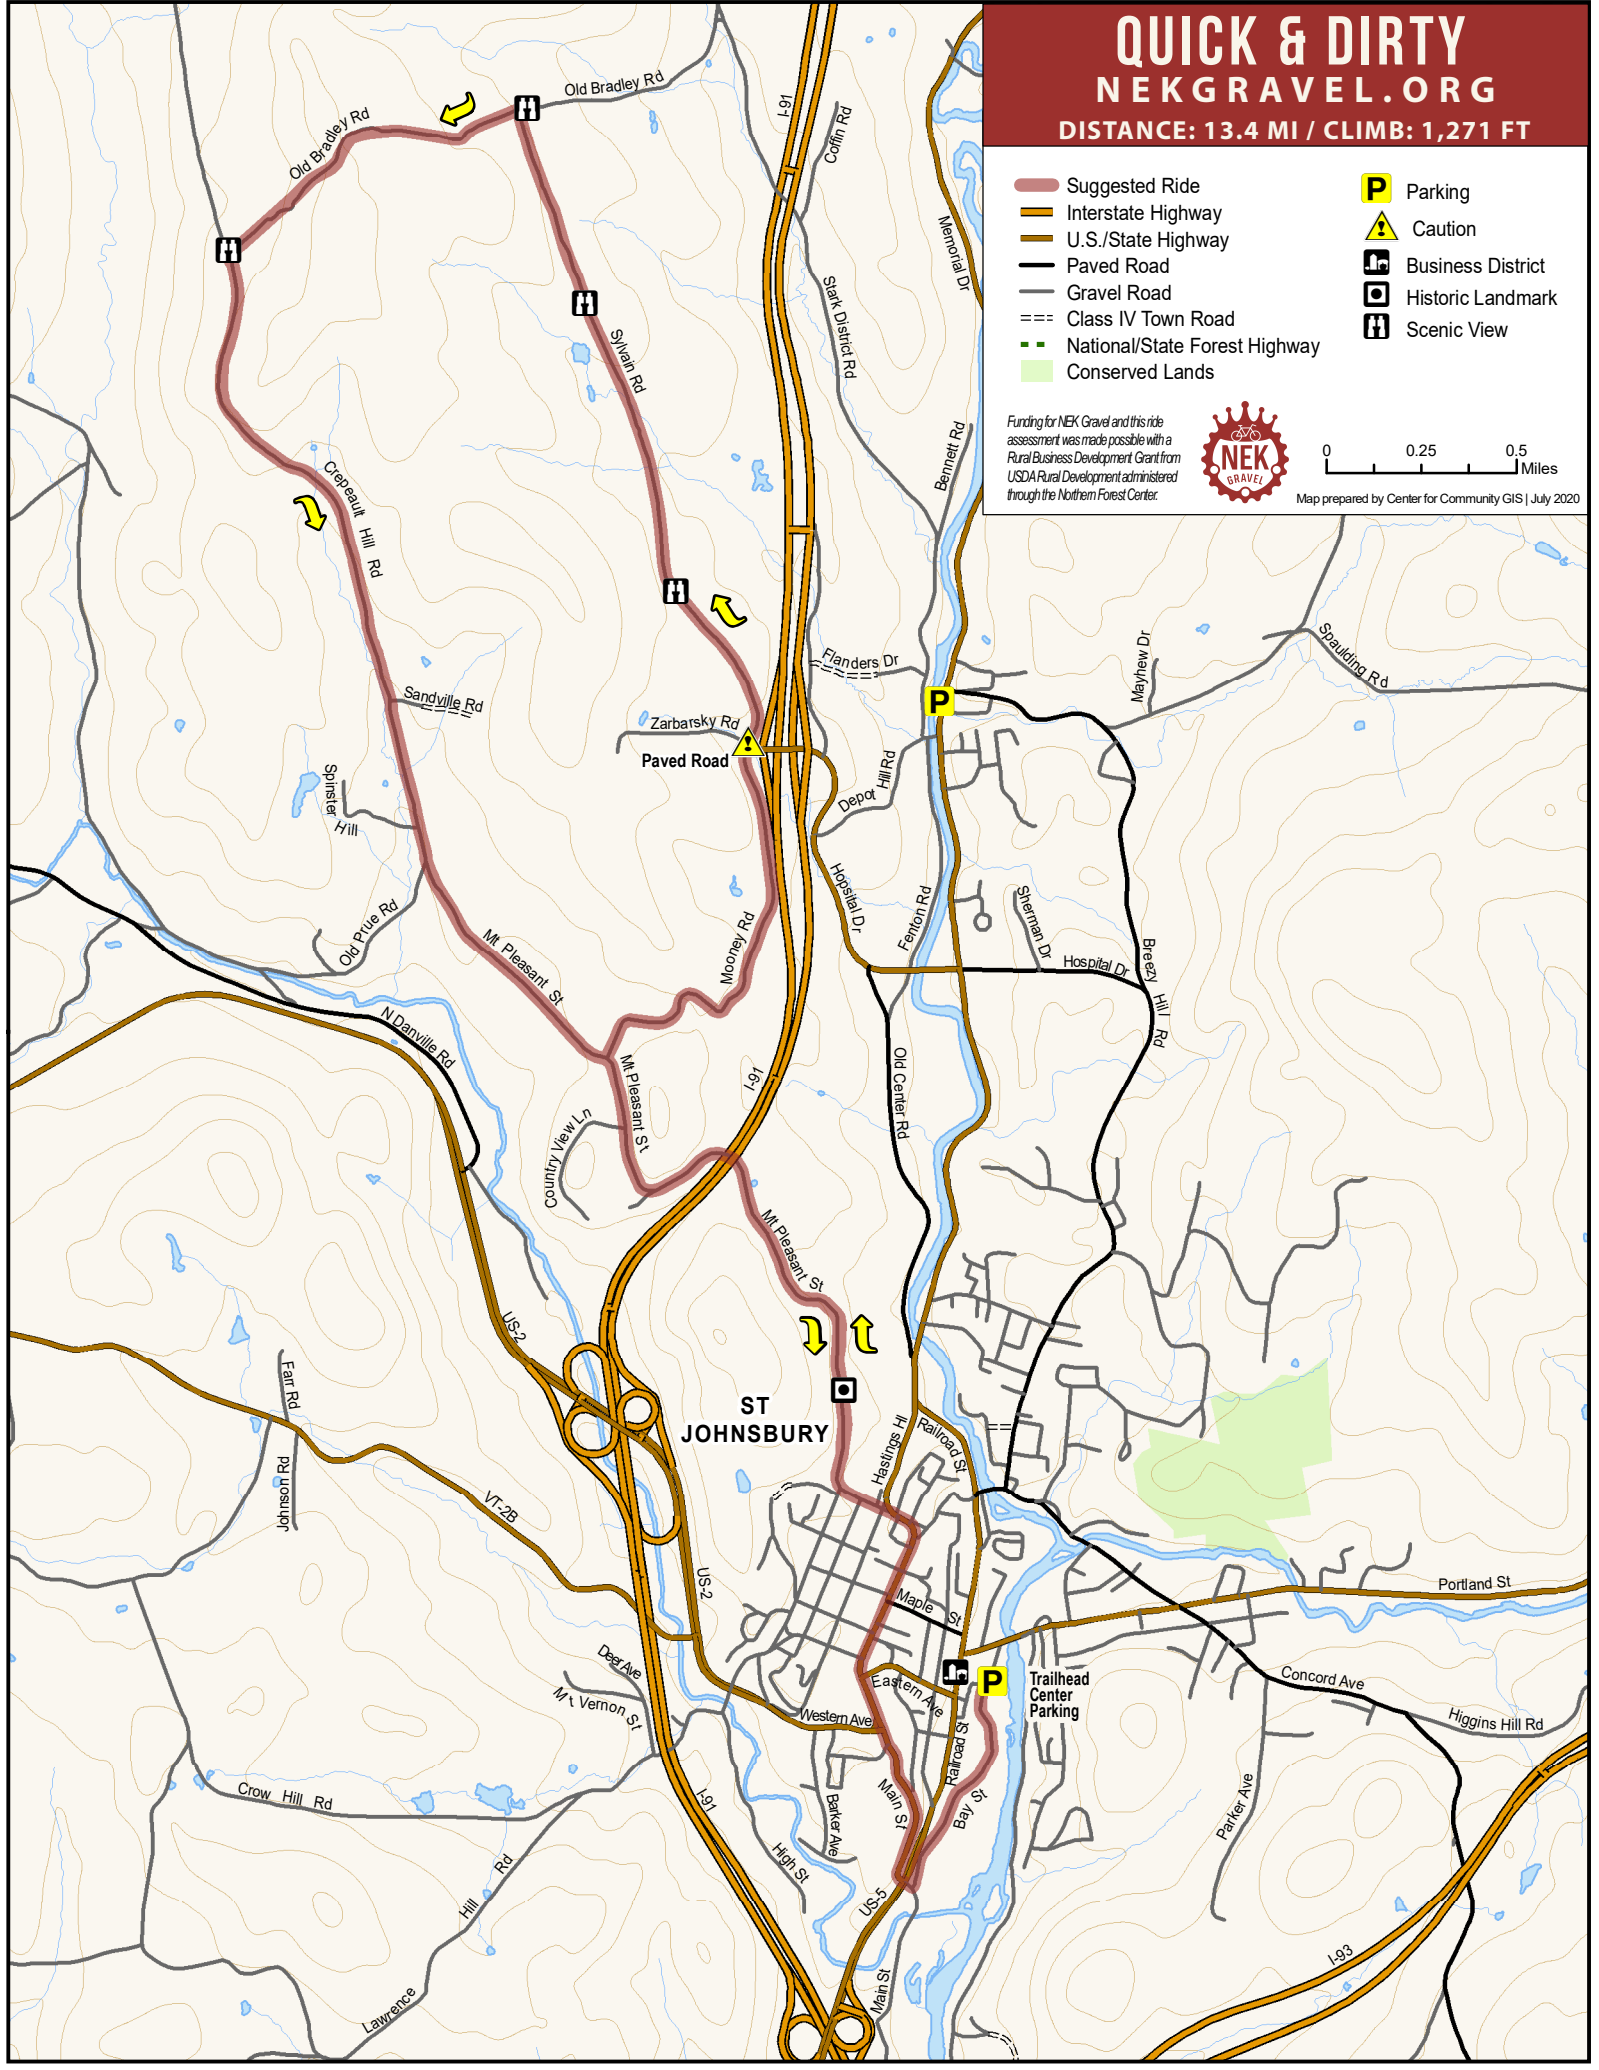 QUICK & DIRTY
NEKGRAVEL.ORG
DISTANCE: 13.4 MI / CLIMB: 1,271 FT
Suggested Ride
Interstate Highway
U.S./State Highway
Paved Road
Gravel Road
Class IV Town Road
National/State Forest Highway
Conserved Lands
P
Parking
Caution
Business District
Historic Landmark
Scenic View
Funding for NEK Gravel and this ride
assessment was made possible with a
Rural Business Development Grant from
USDA Rural Development administered
through the Northern Forest Center.
NEK
GRAVEL
0 0.25 0.5
Miles
Map prepared by Center for Community GIS | July 2020
Old Bradley Rd
Old Bradley Rd
I-91
Coffin Rd
Memorial Dr
Stark District Rd
Sylvain Rd
Bennett Rd
Crepeault Hill Rd
Flanders Dr
Mayhew Dr
Spaulding Rd
Sandville Rd
Zarbarsky Rd
Paved Road
P
Spinster
Hill
Depot Hill Rd
Hopsital Dr
Fenton Rd
Sherman Dr
Hospital Dr
Breezy Hill Rd
Old Prue Rd
Mt Pleasant St
Mooney Rd
N Danville Rd
Mt Pleasant St
I-91
Old Center Rd
Country View Ln
Mt Pleasant St
US-2
Farr Rd
Johnson Rd
VT-2B
ST
JOHNSBURY
Hastings Hl
Railroad St
US-2
Maple St
Portland St
Deer Ave
Mt Vernon St
Eastern Ave
Western Ave
P
Trailhead
Center
Parking
Concord Ave
Higgins Hill Rd
Railroad St
Bay St
Main St
Barker Ave
High St
Parker Ave
Crow Hill Rd
I-91
Hill Rd
US-5
I-93
Main St
Lawrence